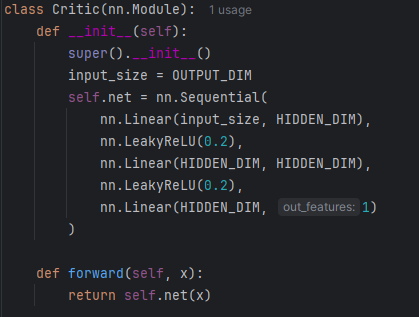 class Critic(nn.Module): 1 usage
    def __init__(self):
        super().__init__()
        input_size = OUTPUT_DIM
        self.net = nn.Sequential(
            nn.Linear(input_size, HIDDEN_DIM),
            nn.LeakyReLU(0.2),
            nn.Linear(HIDDEN_DIM, HIDDEN_DIM),
            nn.LeakyReLU(0.2),
            nn.Linear(HIDDEN_DIM, out_features: 1)
        )

    def forward(self, x):
        return self.net(x)